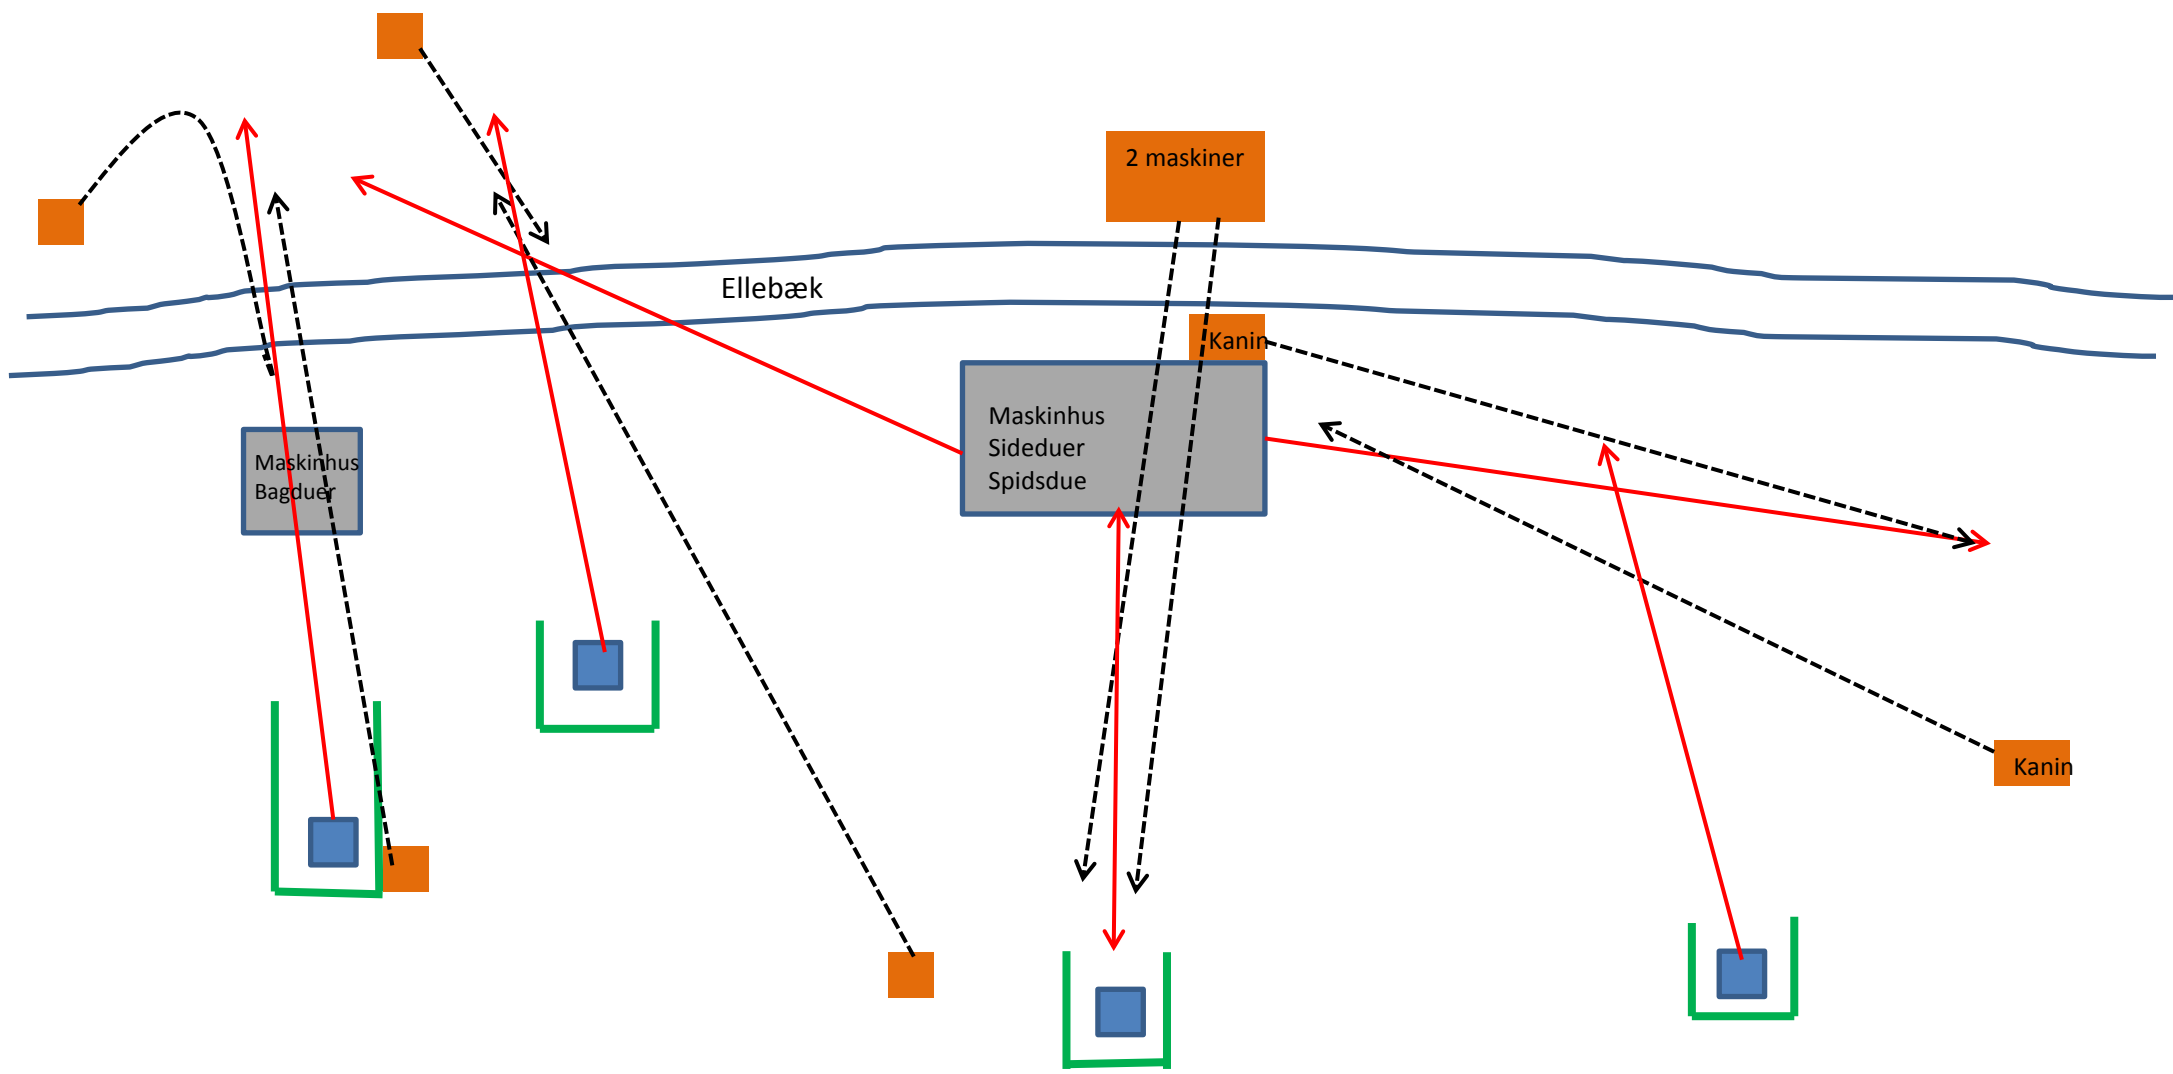 2 maskiner
Ellebæk
Kanin
Maskinhus
Sideduer
Spidsdue
Maskinhus
Bagduer
Kanin